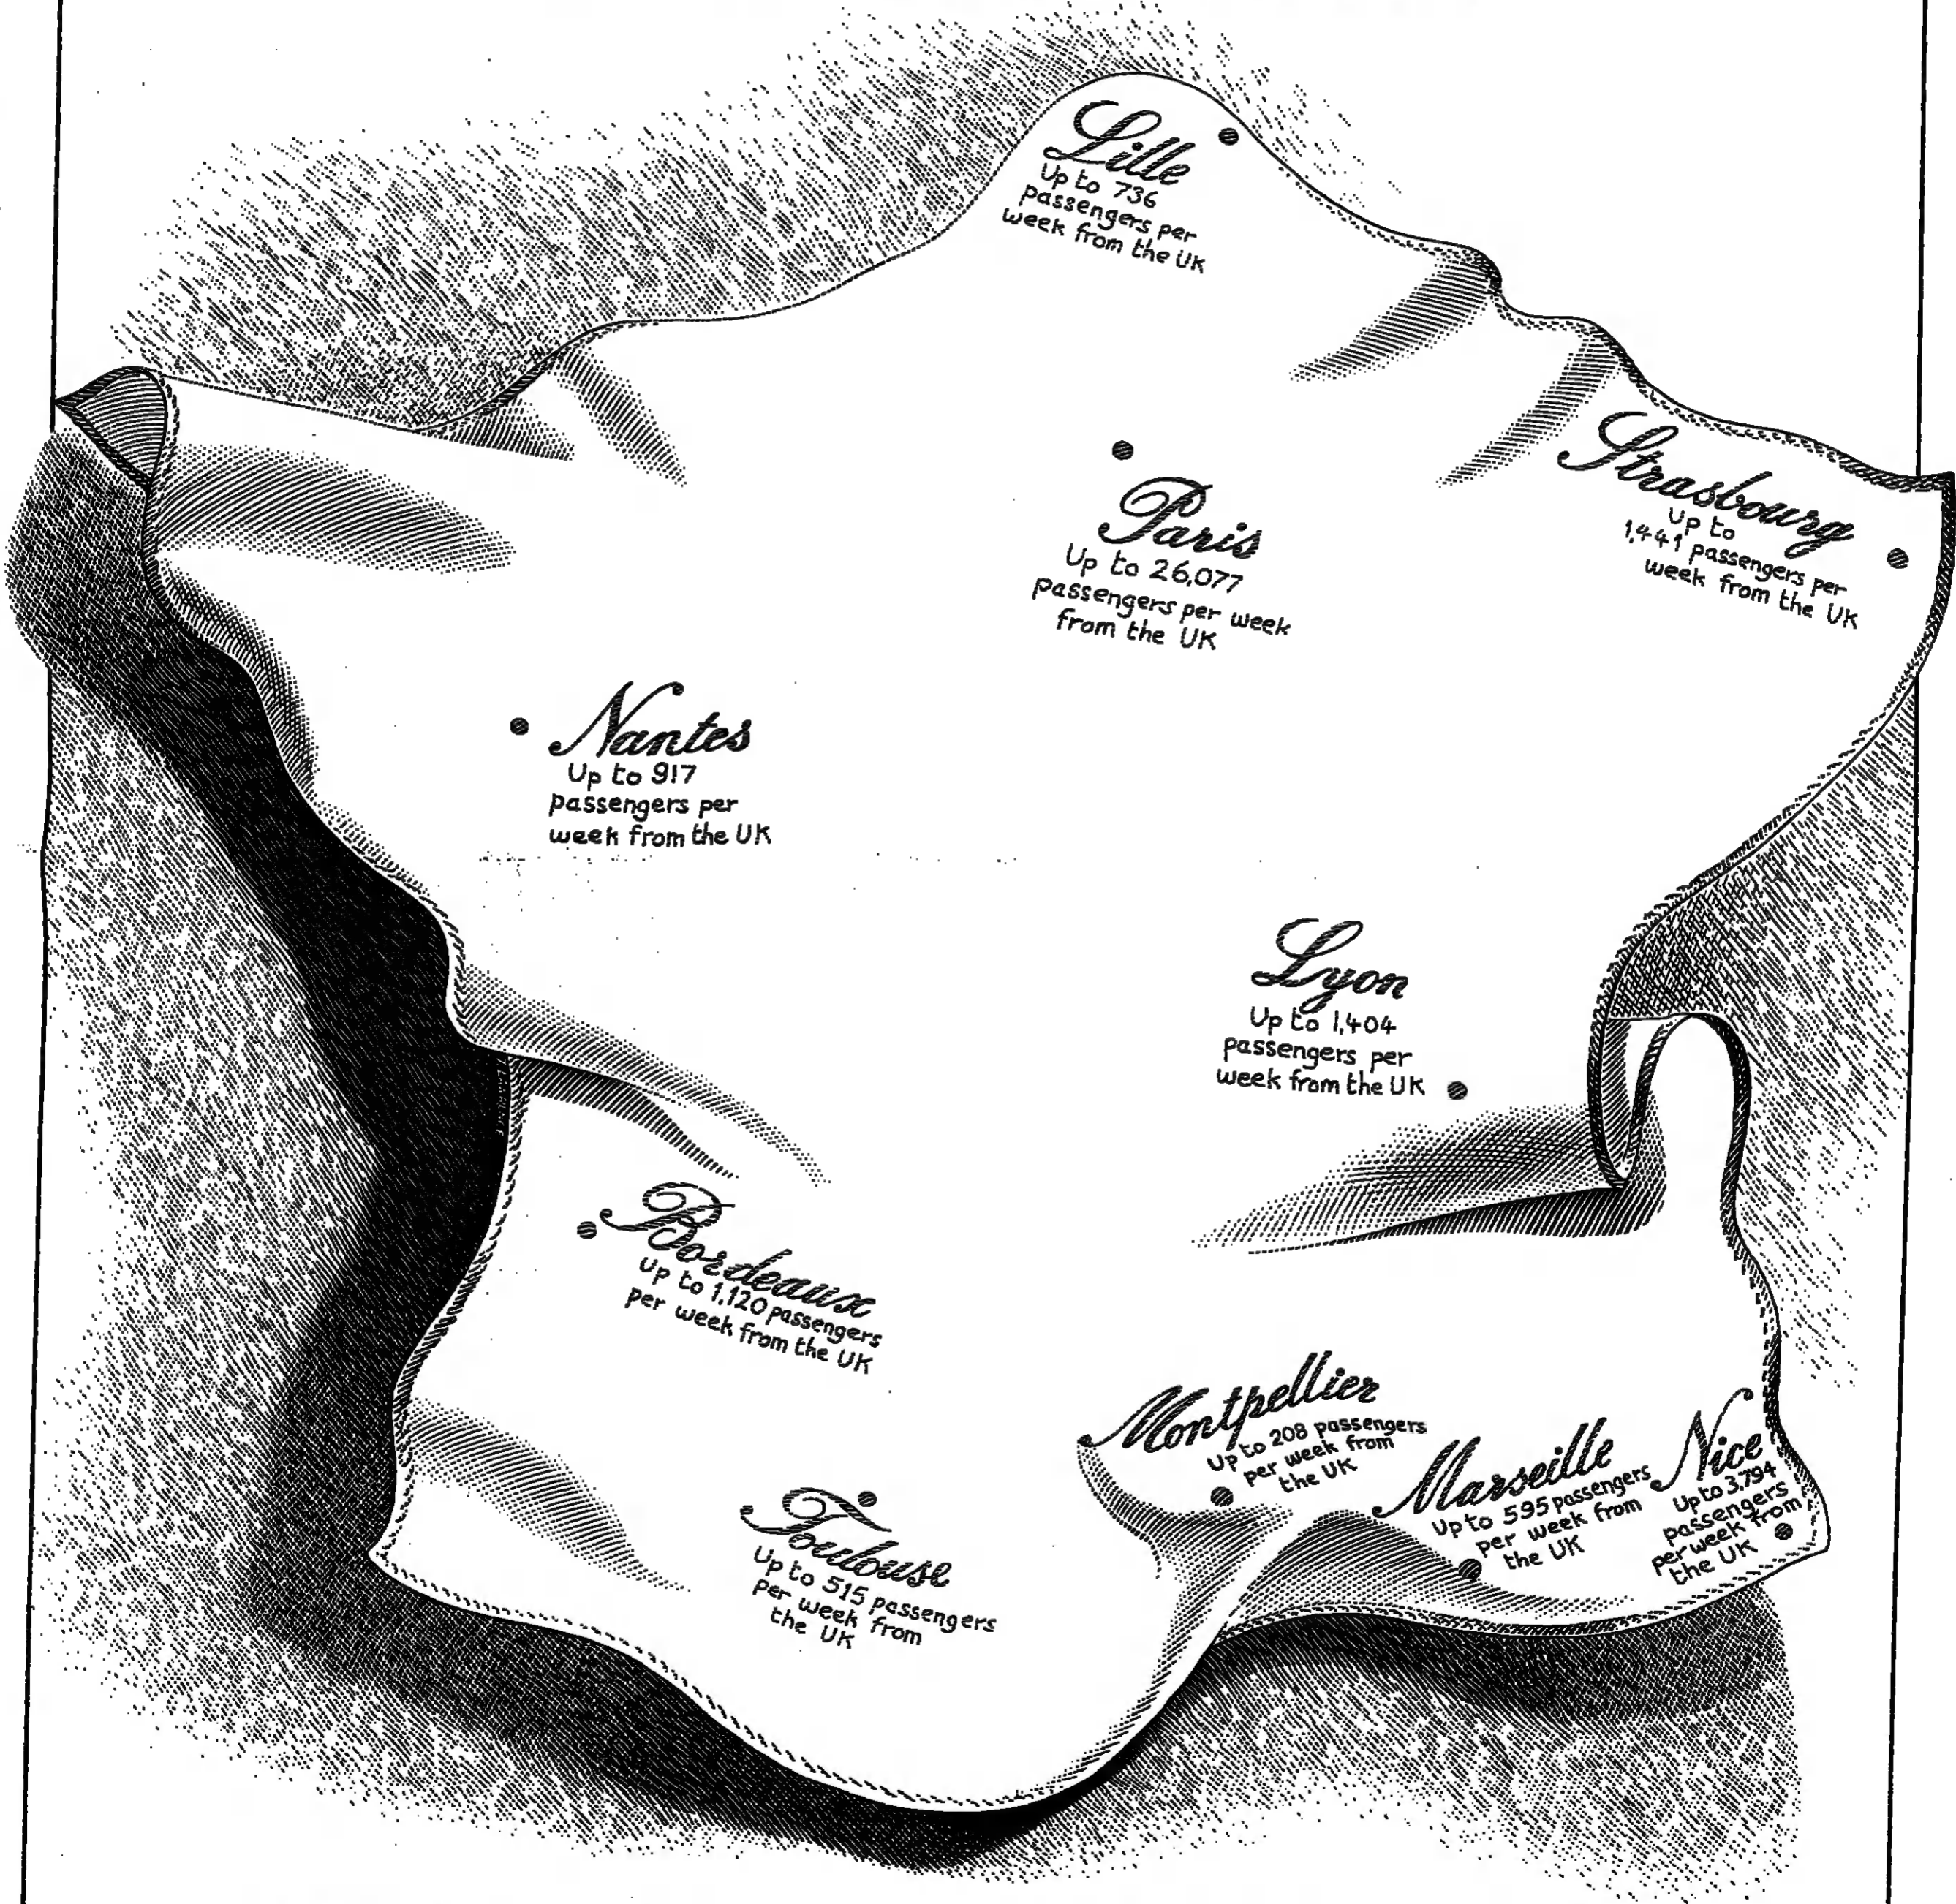 Lille
Up to 736
passengers per
week from the UK
Strasbourg
Up to
1,441 passengers per
week from the UK
Paris
Up to 26,077
passengers per week
from the UK
Nantes
Up to 917
passengers per
week from the UK
Lyon
Up to 1,404
passengers per
week from the UK
Bordeaux
Up to 1,120 passengers
per week from the UK
Montpellier
Up to 208 passengers
per week from
the UK
Marseille
Up to 595 passengers
per week from
the UK
Nice
Up to 3,794
passengers
per week from
the UK
Toulouse
Up to 515 passengers
per week from
the UK